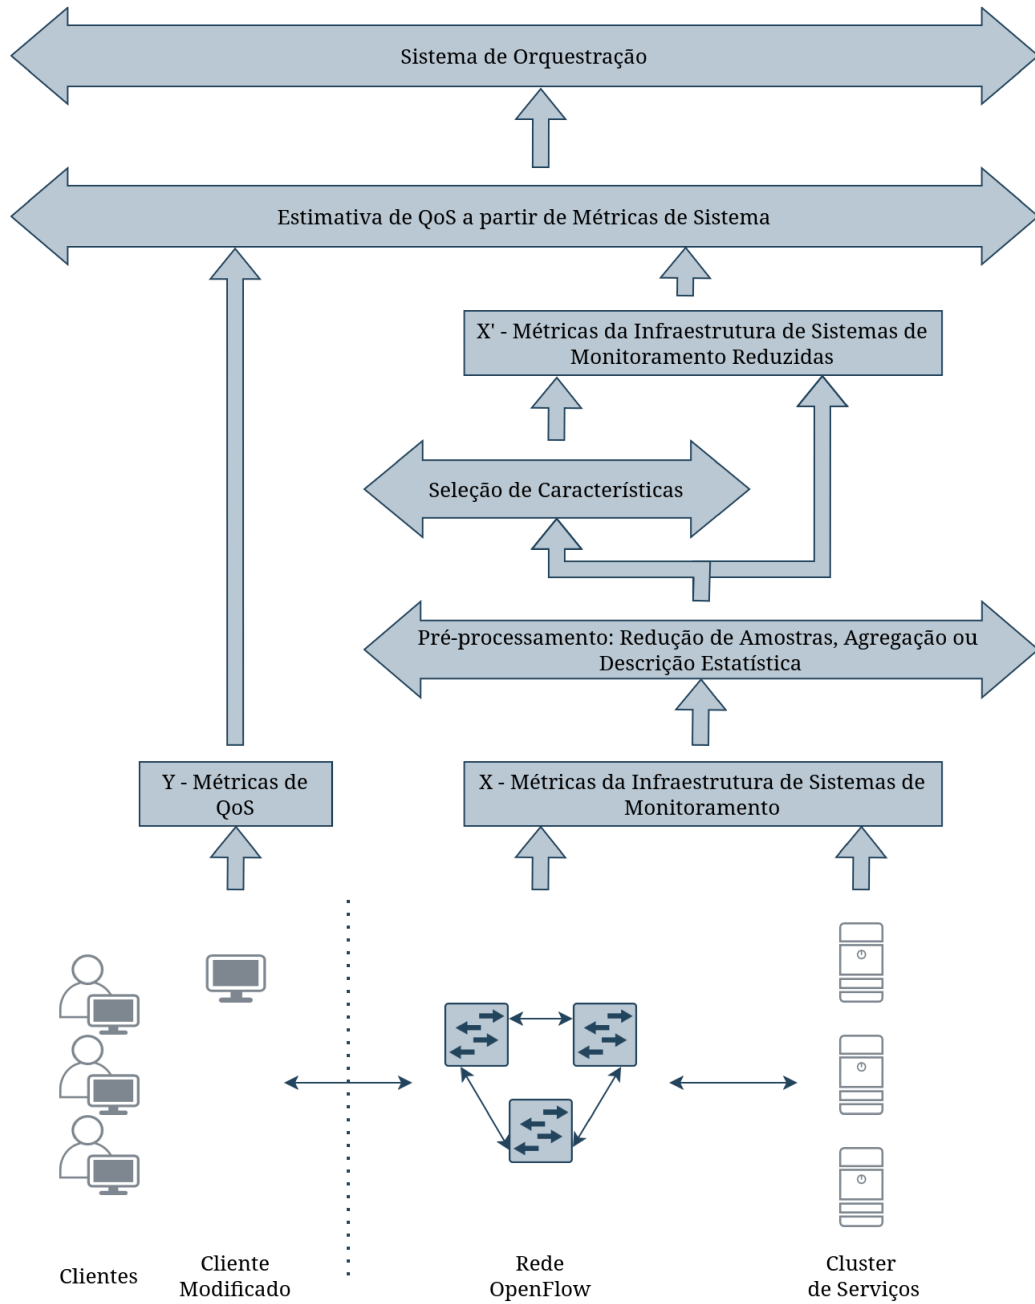 Sistema de Orquestração
Estimativa de QoS a partir de Métricas de Sistema
X' - Métricas da Infraestrutura de Sistemas de
Monitoramento Reduzidas
Seleção de Características
Pré-processamento: Redução de Amostras, Agregação ou
Descrição Estatística
Y - Métricas de
QoS
X - Métricas da Infraestrutura de Sistemas de
Monitoramento
Clientes
Cliente
Modificado
Rede
OpenFlow
Cluster
de Serviços